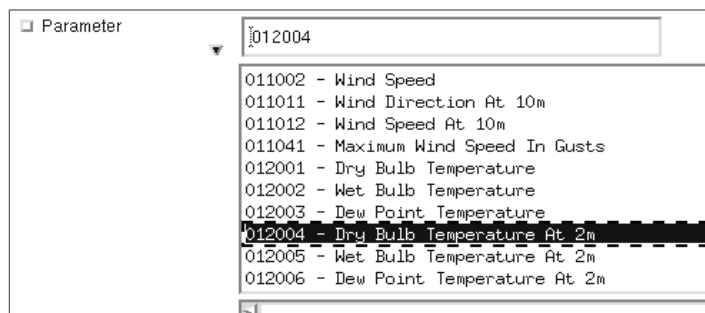 Parameter
012004
011002 - Wind Speed
011011 - Wind Direction At 10m
011012 - Wind Speed At 10m
011041 - Maximum Wind Speed In Gusts
012001 - Dry Bulb Temperature
012002 - Wet Bulb Temperature
012003 - Dew Point Temperature
012004 - Dry Bulb Temperature At 2m
012005 - Wet Bulb Temperature At 2m
012006 - Dew Point Temperature At 2m